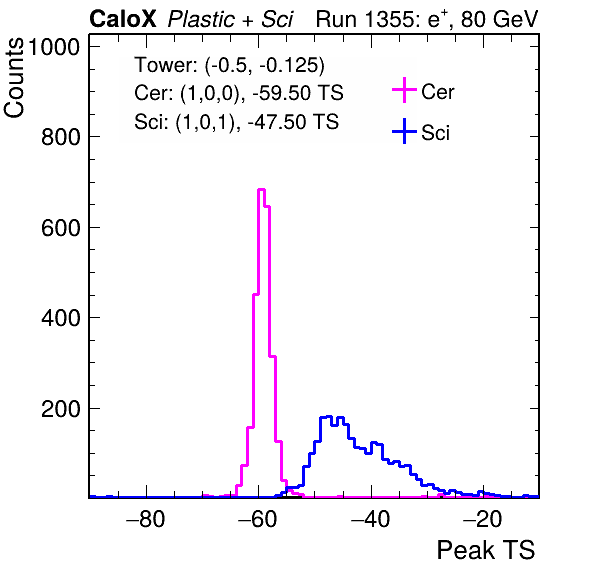 CaloX Plastic + Sci Run 1355: e+, 80 GeV
Counts
1000
800
600
400
200
Tower: (-0.5, -0.125)
Cer: (1,0,0), -59.50 TS
Sci: (1,0,1), -47.50 TS
Cer
Sci
−80 −60 −40 −20
Peak TS